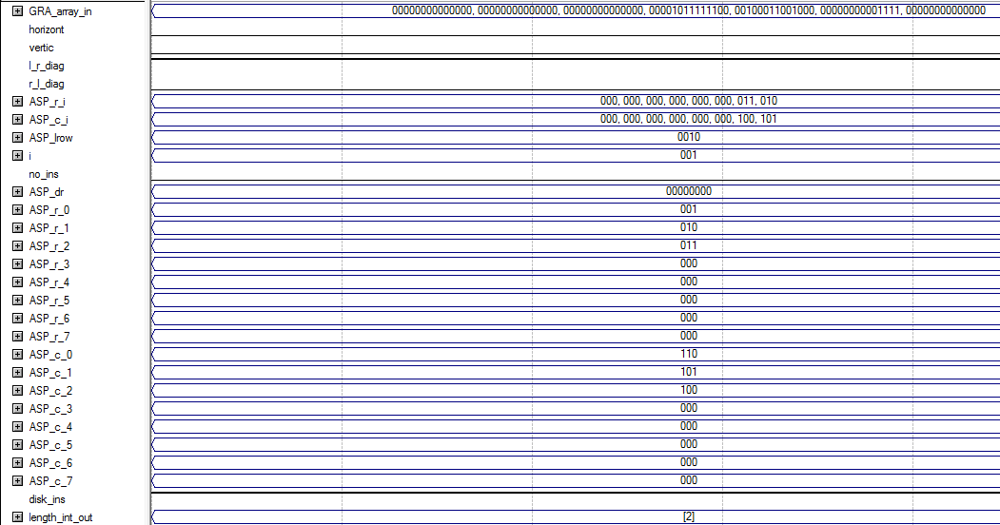 GRA_array_in 00000000000000, 00000000000000, 00000000000000, 00001011111100, 00100011001000, 00000000001111, 00000000000000
horizont
vertic
l_r_diag
r_l_diag
ASP_r_i 000, 000, 000, 000, 000, 000, 011, 010
ASP_c_i 000, 000, 000, 000, 000, 000, 100, 101
ASP_lrow 0010
i 001
no_ins
ASP_dr 00000000
ASP_r_0 001
ASP_r_1 010
ASP_r_2 011
ASP_r_3 000
ASP_r_4 000
ASP_r_5 000
ASP_r_6 000
ASP_r_7 000
ASP_c_0 110
ASP_c_1 101
ASP_c_2 100
ASP_c_3 000
ASP_c_4 000
ASP_c_5 000
ASP_c_6 000
ASP_c_7 000
disk_ins
length_int_out [2]